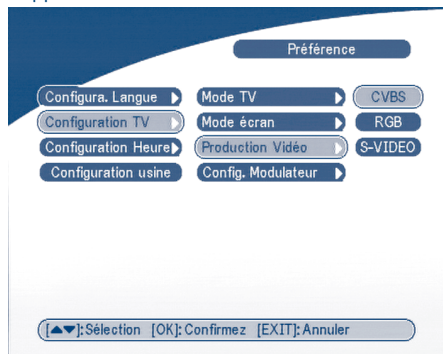 Préférence
Configura. Langue Mode TV CVBS
Configuration TV Mode écran RGB
Configuration Heure Production Vidéo S-VIDEO
Configuration usine Config. Modulateur
[▲▼]:Sélection [OK]:Confirmez [EXIT]:Annuler